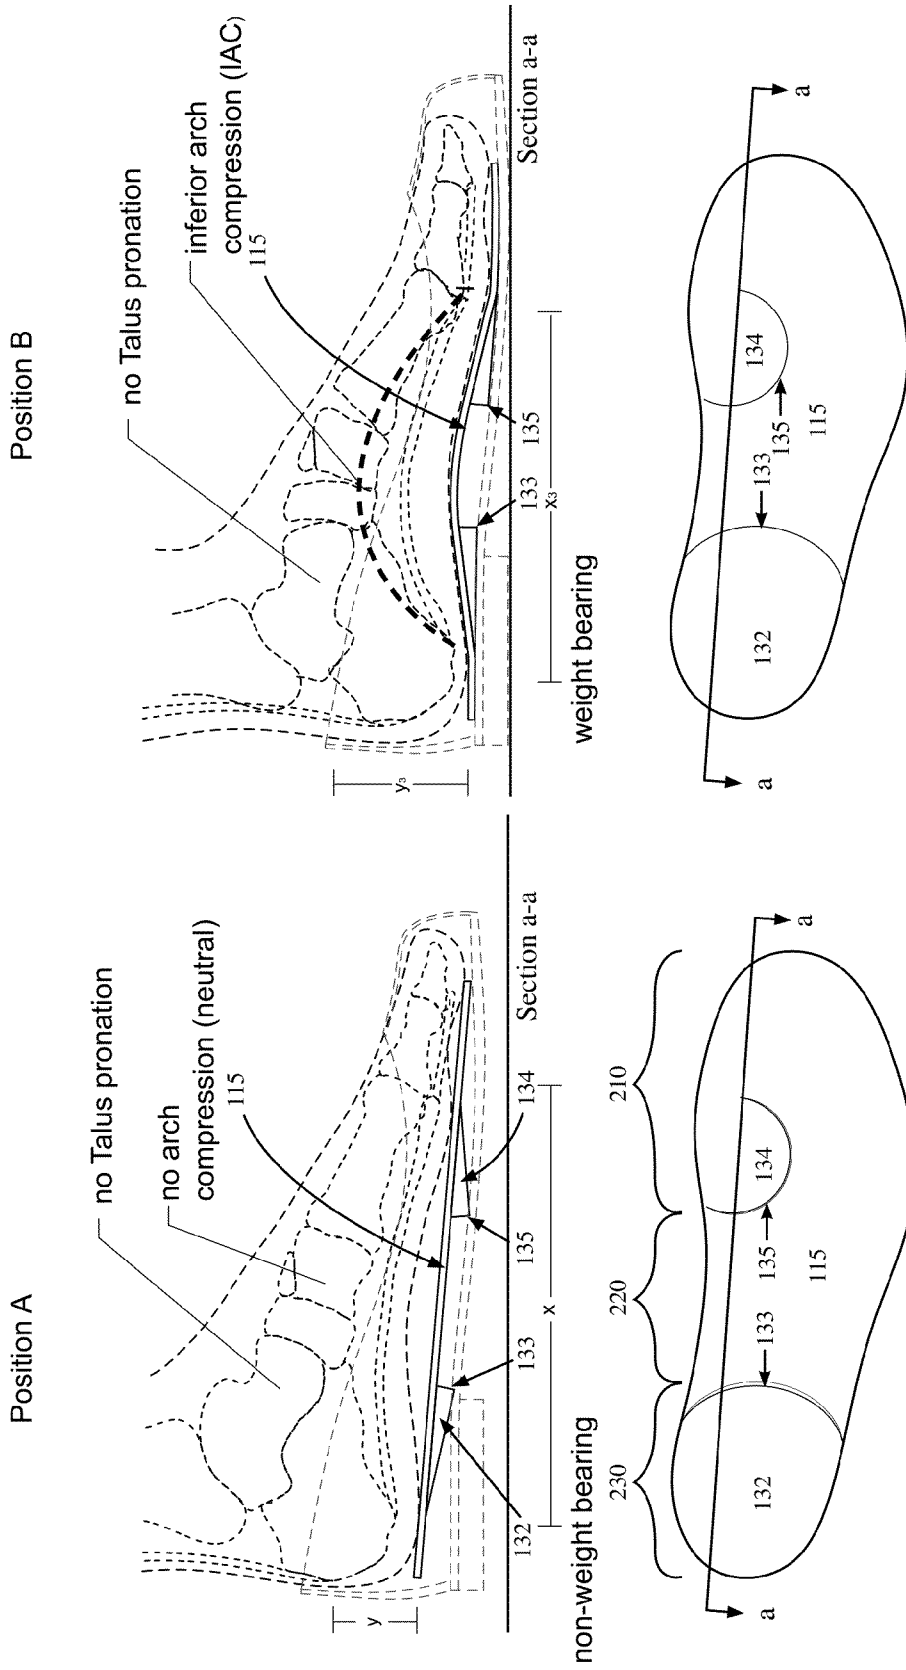 Position A
no Talus pronation
no arch
compression (neutral)
115
y
132
133
x
135
134
Section a-a
non-weight bearing
230
220
210
a
132
133
135
134
115
a
Position B
no Talus pronation
inferior arch
compression (IAC)
115
y₃
133
x₃
135
Section a-a
weight bearing
a
132
133
135
134
115
a